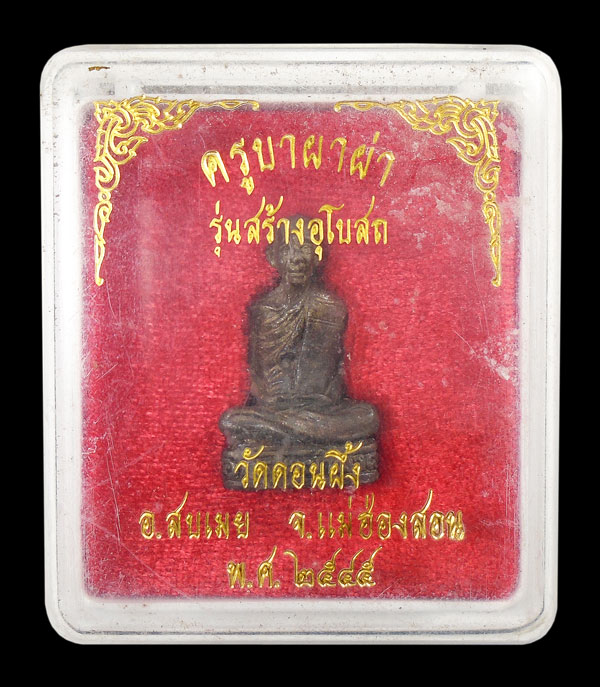 ครูบาผาผ่า
รุ่นสร้างอุโบสถ
วัดดอนผึ้ง
อ.สบเมย จ.แม่ฮ่องสอน
พ.ศ. ๒๕๔๕